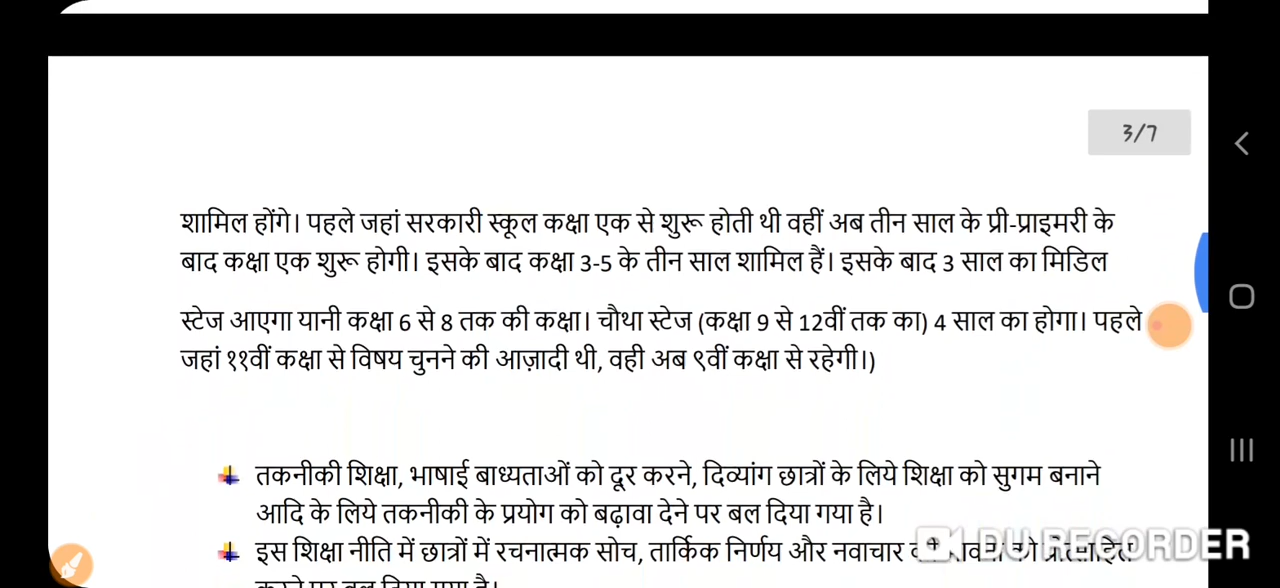 3/7
शामिल होंगे। पहले जहां सरकारी स्कूल कक्षा एक से शुरू होती थी वहीं अब तीन साल के प्री-प्राइमरी के
बाद कक्षा एक शुरू होगी। इसके बाद कक्षा 3-5 के तीन साल शामिल हैं। इसके बाद 3 साल का मिडिल
स्टेज आएगा यानी कक्षा 6 से 8 तक की कक्षा। चौथा स्टेज (कक्षा 9 से 12वीं तक का) 4 साल का होगा। पहले
जहां ११वीं कक्षा से विषय चुनने की आज़ादी थी, वही अब ९वीं कक्षा से रहेगी।)
तकनीकी शिक्षा, भाषाई बाध्यताओं को दूर करने, दिव्यांग छात्रों के लिये शिक्षा को सुगम बनाने
आदि के लिये तकनीकी के प्रयोग को बढ़ावा देने पर बल दिया गया है।
इस शिक्षा नीति में छात्रों में रचनात्मक सोच, तार्किक निर्णय और नवाचार
DU RECORDER